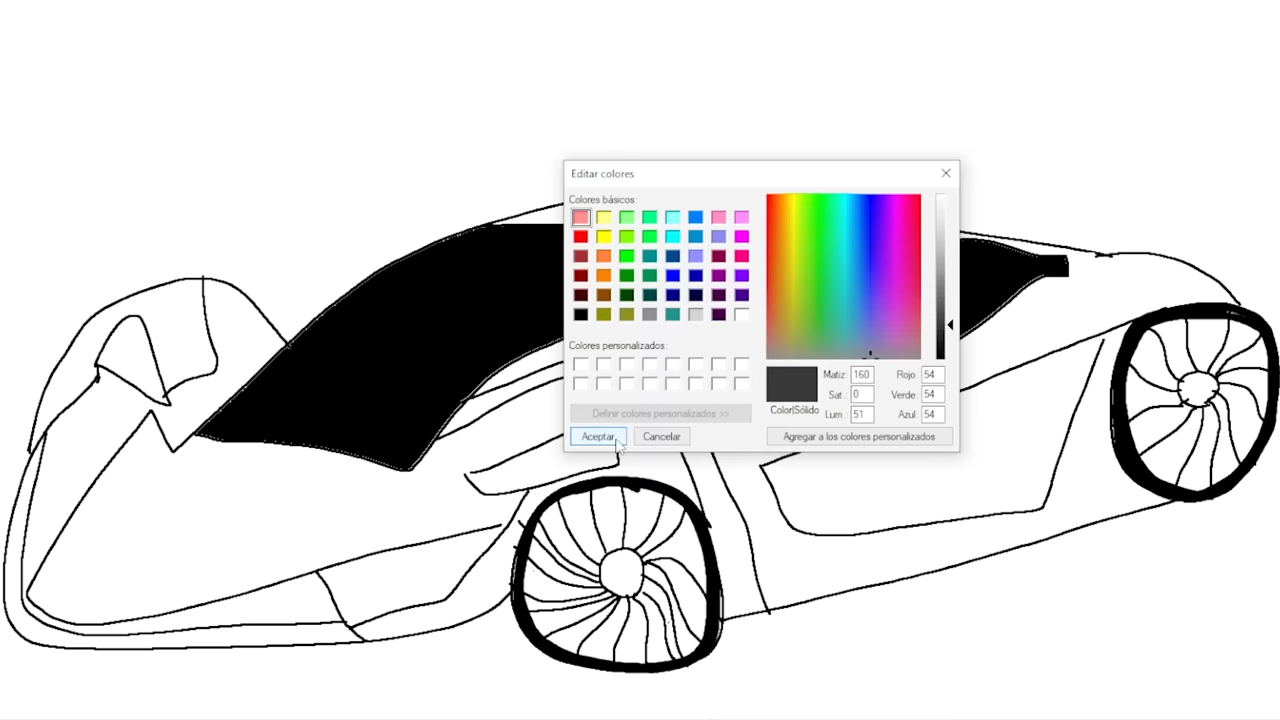 Editar colores
Colores básicos:
Colores personalizados:
Definir colores personalizados >>
Aceptar
Cancelar
Matiz: 160
Sat.: 0
Lum.: 51
Rojo: 54
Verde: 54
Azul: 54
Color|Sólido
Agregar a los colores personalizados